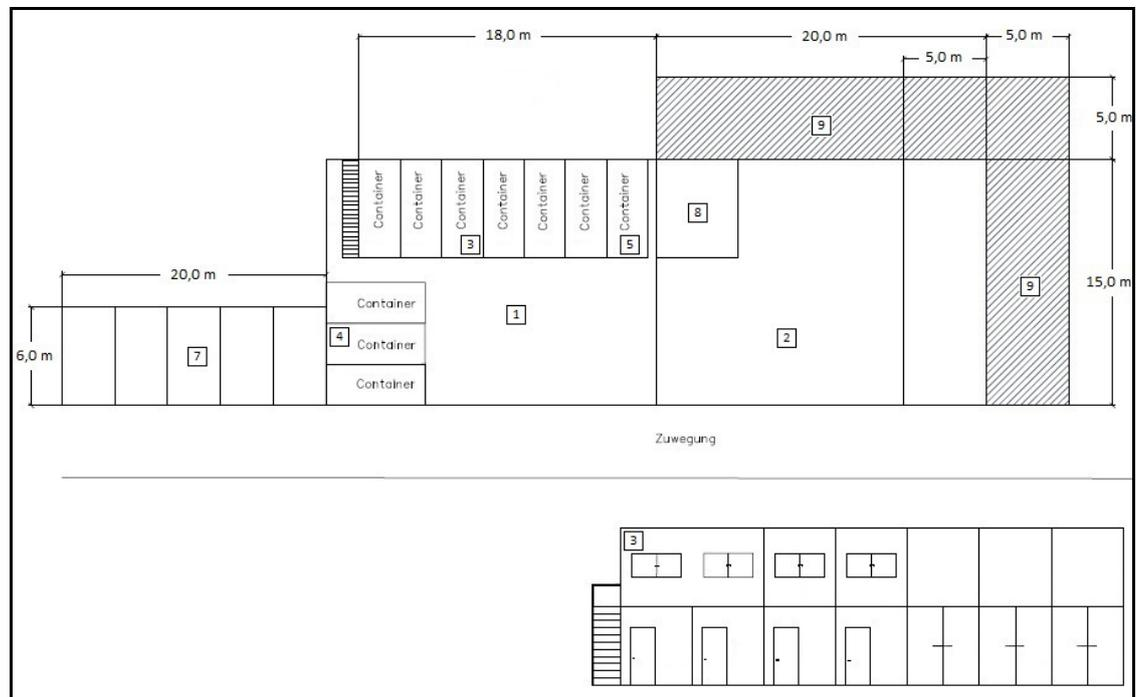 18,0 m 20,0 m 5,0 m
5,0 m
5,0 m
9
Container Container Container Container Container Container Container
8
3 5
20,0 m
15,0 m
9
Container
1
4
Container
2
6,0 m
7
Container
Zuwegung
3